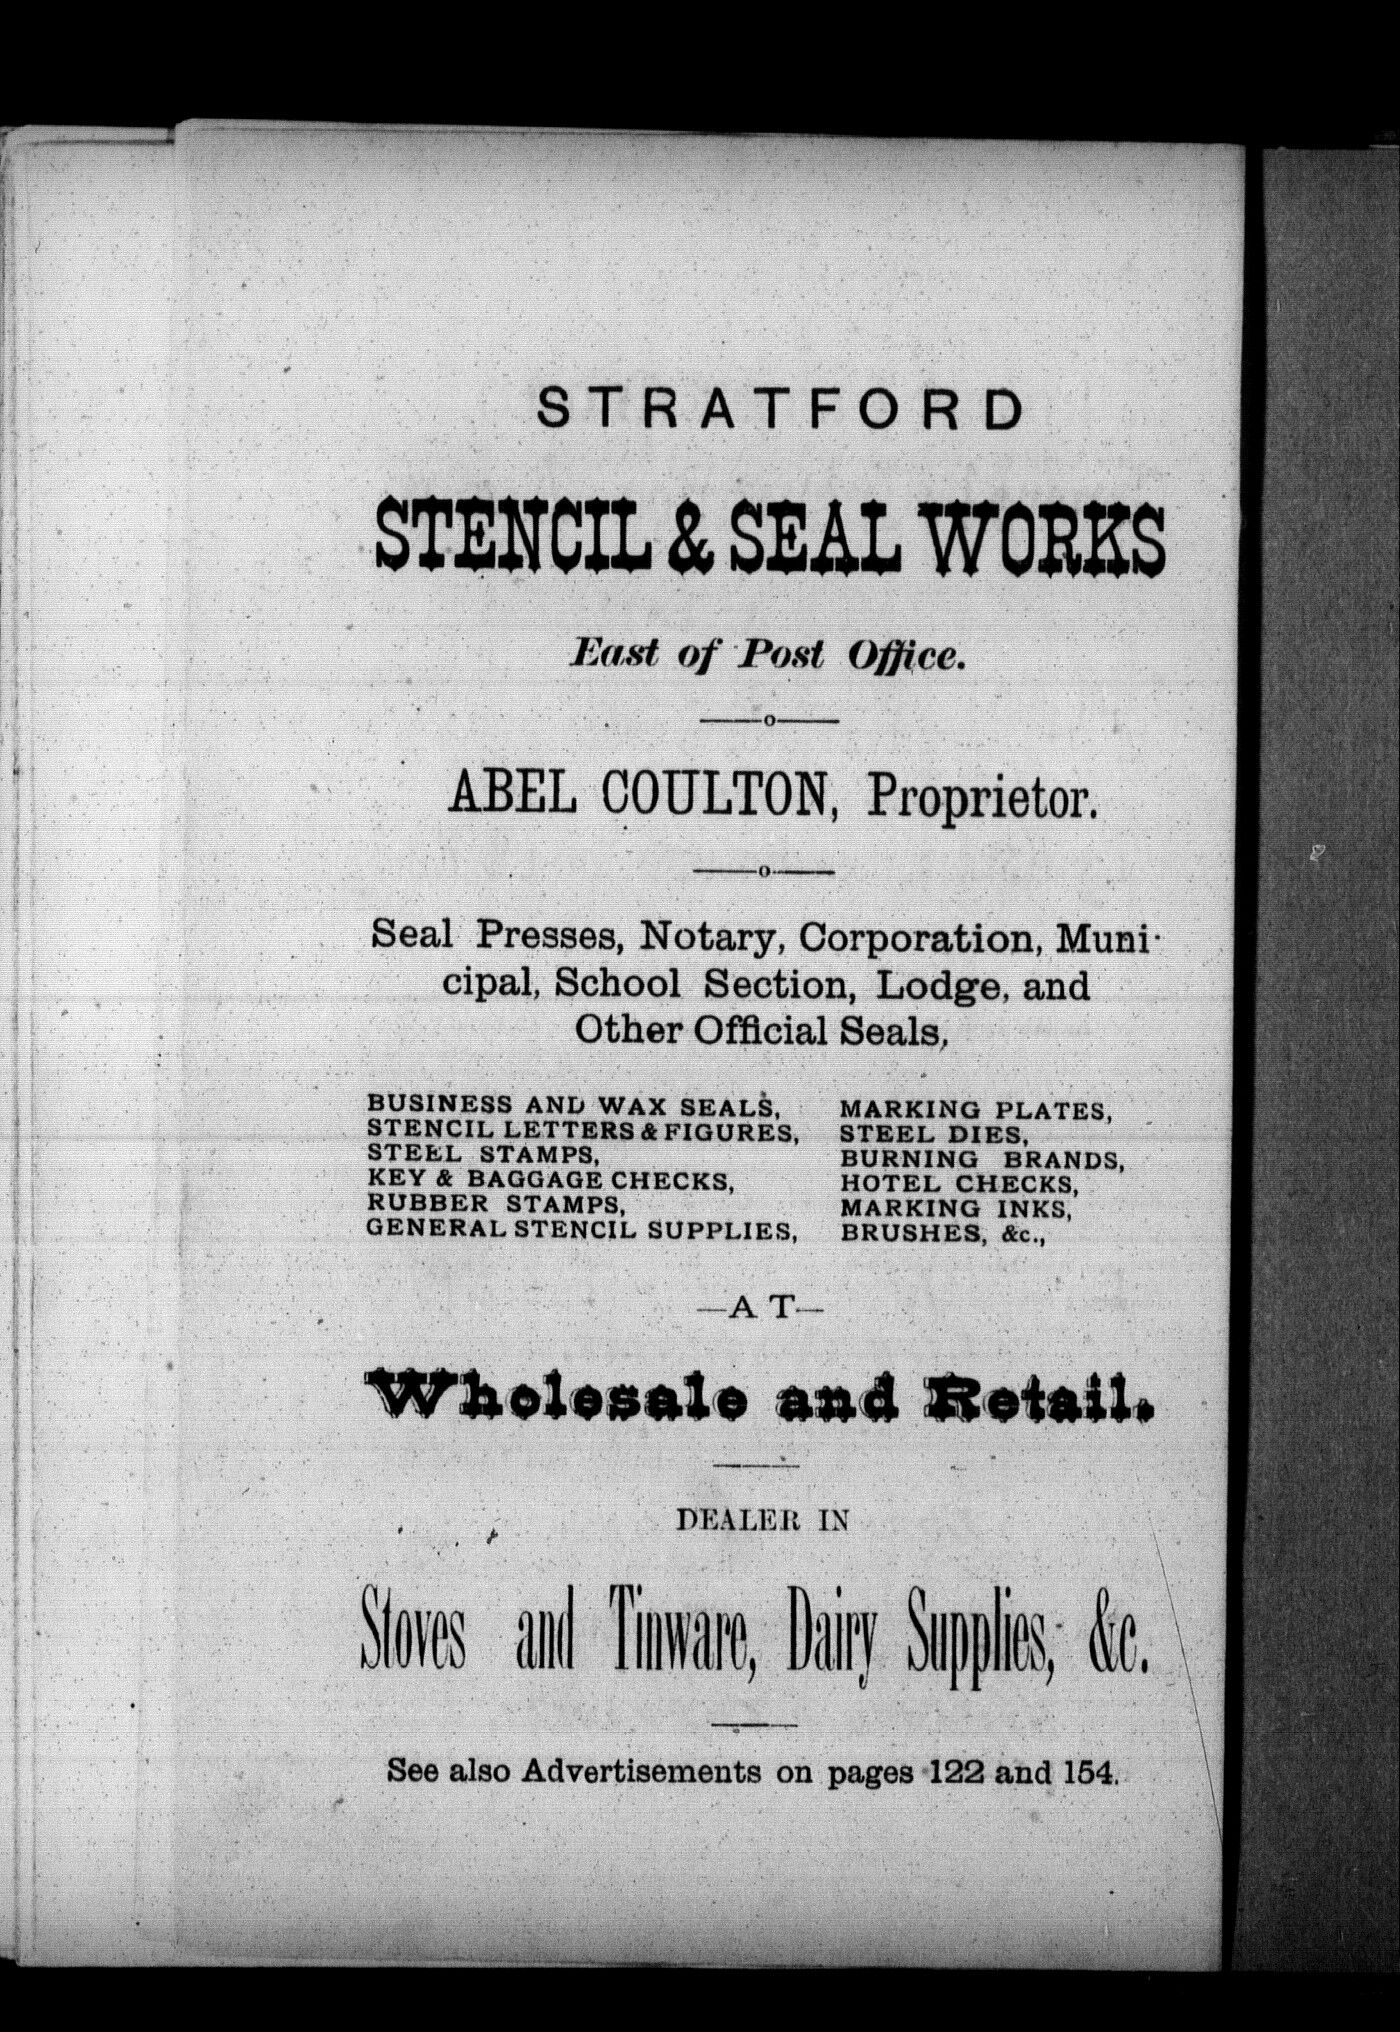 STRATFORD
STENCIL & SEAL WORKS
East of Post Office.
—o—
ABEL COULTON, Proprietor.
—o—
Seal Presses, Notary, Corporation, Muni-
cipal, School Section, Lodge, and
Other Official Seals,
BUSINESS AND WAX SEALS,
STENCIL LETTERS & FIGURES,
STEEL STAMPS,
KEY & BAGGAGE CHECKS,
RUBBER STAMPS,
GENERAL STENCIL SUPPLIES,
MARKING PLATES,
STEEL DIES,
BURNING BRANDS,
HOTEL CHECKS,
MARKING INKS,
BRUSHES, &c.,
—AT—
Wholesale and Retail.
DEALER IN
Stoves and Tinware, Dairy Supplies, &c.
See also Advertisements on pages 122 and 154.